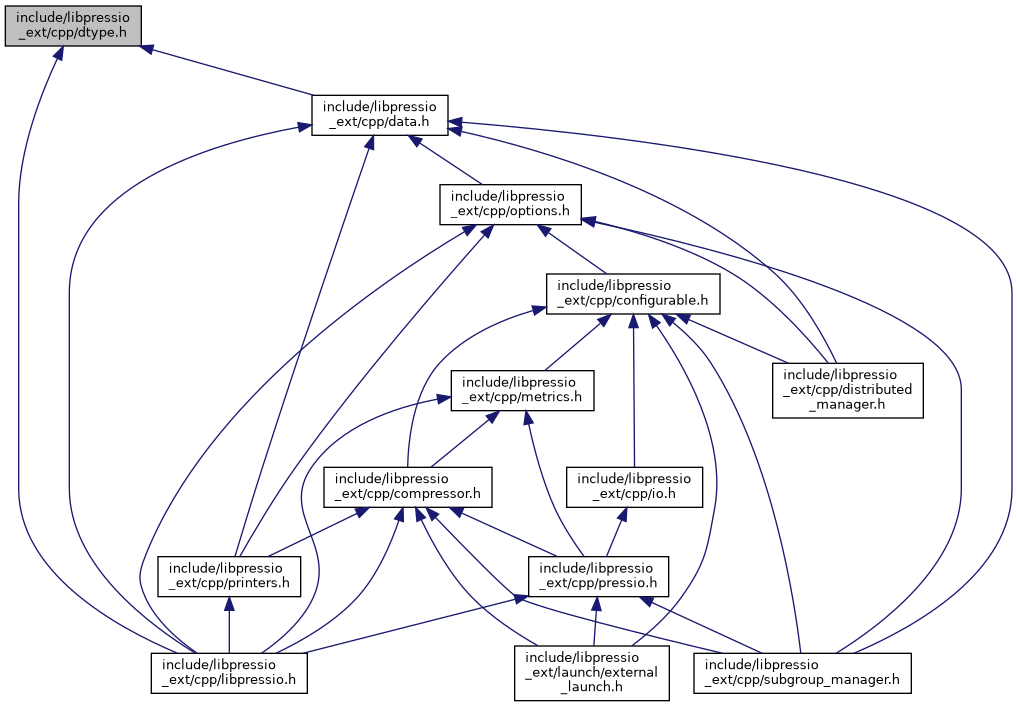 include/libpressio
_ext/cpp/dtype.h
include/libpressio
_ext/cpp/data.h
include/libpressio
_ext/cpp/options.h
include/libpressio
_ext/cpp/configurable.h
include/libpressio
_ext/cpp/distributed
_manager.h
include/libpressio
_ext/cpp/metrics.h
include/libpressio
_ext/cpp/compressor.h
include/libpressio
_ext/cpp/io.h
include/libpressio
_ext/cpp/printers.h
include/libpressio
_ext/cpp/pressio.h
include/libpressio
_ext/cpp/libpressio.h
include/libpressio
_ext/launch/external
_launch.h
include/libpressio
_ext/cpp/subgroup_manager.h